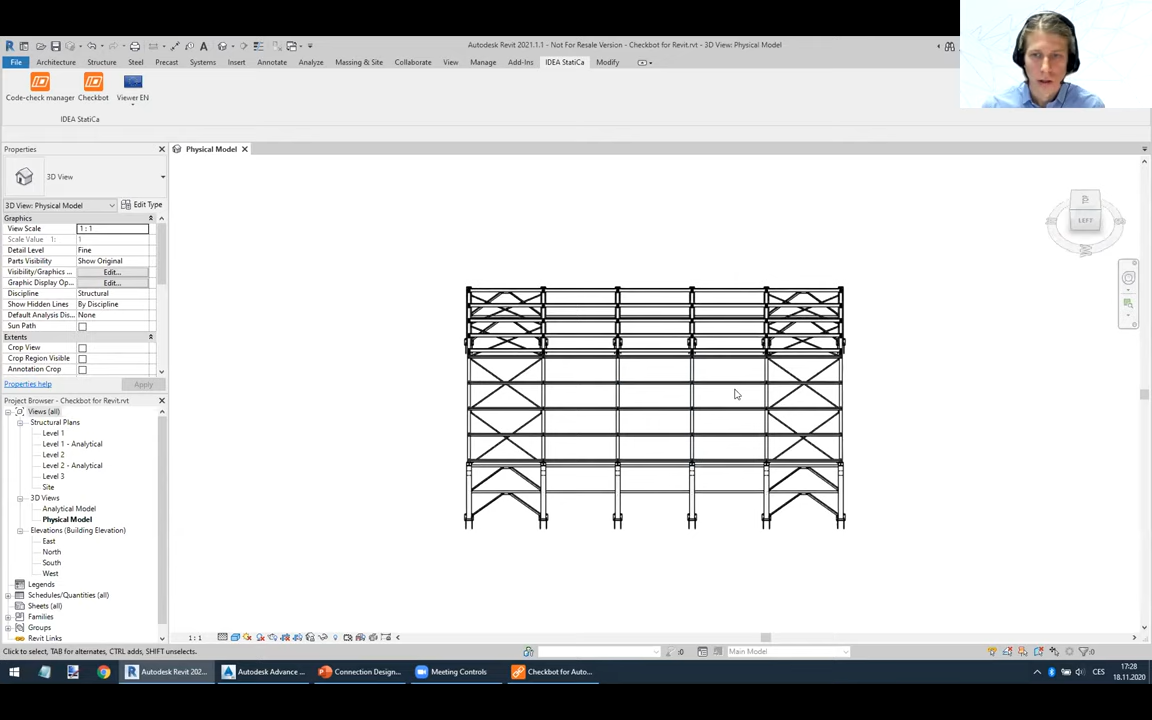 Autodesk Revit 2021.1.1 - Not For Resale Version - Checkbot for Revit.rvt - 3D View: Physical Model
File Architecture Structure Steel Precast Systems Insert Annotate Analyze Massing & Site Collaborate View Manage Add-Ins IDEA StatiCa Modify
Code-check manager Checkbot Viewer EN
IDEA StatiCa
Properties
Physical Model
3D View
3D View: Physical Model
Edit Type
Graphics
View Scale 1 : 1
Scale Value 1: 1
Detail Level Fine
Parts Visibility Show Original
Visibility/Graphics ... Edit...
Graphic Display Op... Edit...
Discipline Structural
Show Hidden Lines By Discipline
Default Analysis Dis... None
Sun Path
Extents
Crop View
Crop Region Visible
Annotation Crop
Properties help Apply
LEFT
Project Browser - Checkbot for Revit.rvt
Views (all)
Structural Plans
Level 1
Level 1 - Analytical
Level 2
Level 2 - Analytical
Level 3
Site
3D Views
Analytical Model
Physical Model
Elevations (Building Elevation)
East
North
South
West
Legends
Schedules/Quantities (all)
Sheets (all)
Families
Groups
Revit Links
1 : 1
Click to select, TAB for alternates, CTRL adds, SHIFT unselects.
:0
Main Model
:0
Autodesk Revit 202...
Autodesk Advance ...
Connection Design...
Meeting Controls
Checkbot for Auto...
CES
17:28
18.11.2020